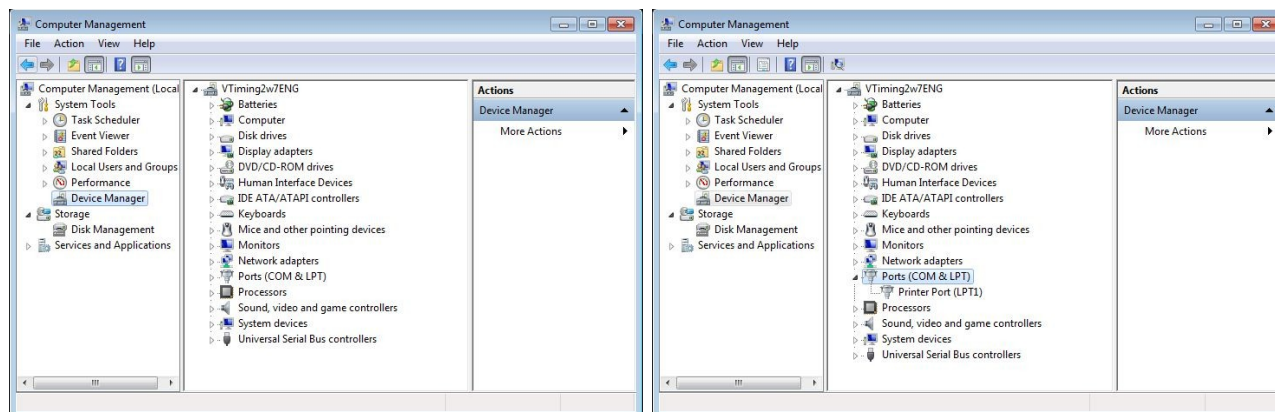 Computer Management
File Action View Help
Computer Management (Local
System Tools
Task Scheduler
Event Viewer
Shared Folders
Local Users and Groups
Performance
Device Manager
Storage
Disk Management
Services and Applications
VTiming2w7ENG
Batteries
Computer
Disk drives
Display adapters
DVD/CD-ROM drives
Human Interface Devices
IDE ATA/ATAPI controllers
Keyboards
Mice and other pointing devices
Monitors
Network adapters
Ports (COM & LPT)
Processors
Sound, video and game controllers
System devices
Universal Serial Bus controllers
Actions
Device Manager
More Actions
Computer Management
File Action View Help
Computer Management (Local
System Tools
Task Scheduler
Event Viewer
Shared Folders
Local Users and Groups
Performance
Device Manager
Storage
Disk Management
Services and Applications
VTiming2w7ENG
Batteries
Computer
Disk drives
Display adapters
DVD/CD-ROM drives
Human Interface Devices
IDE ATA/ATAPI controllers
Keyboards
Mice and other pointing devices
Monitors
Network adapters
Ports (COM & LPT)
Printer Port (LPT1)
Processors
Sound, video and game controllers
System devices
Universal Serial Bus controllers
Actions
Device Manager
More Actions